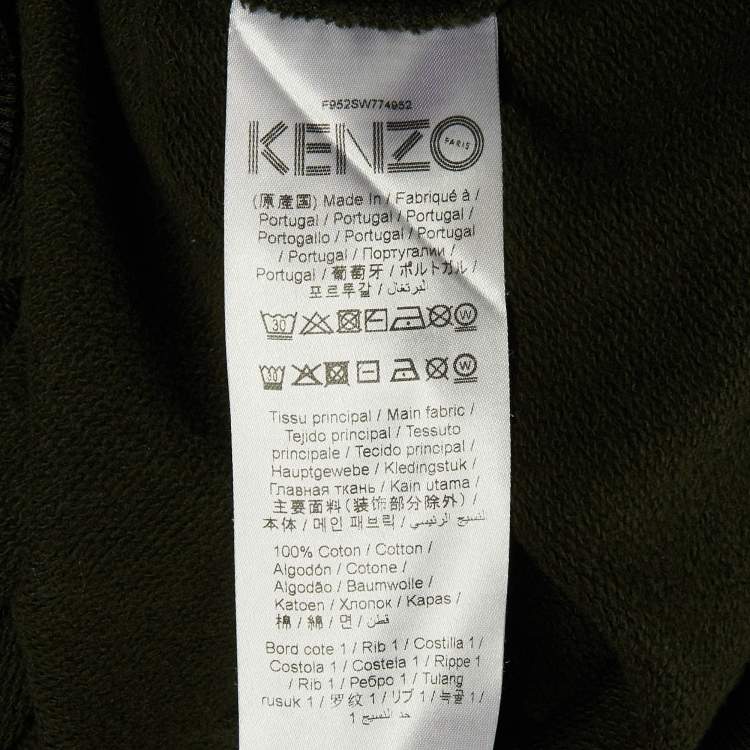 F952SW774952
KENZO PARIS
(原産国) Made In / Fabriqué à /
Portugal / Portugal / Portugal /
Portogallo / Portugal / Portugal
/ Portugal / Португалии /
Portugal / 葡萄牙 / ポルトガル /
포르투갈 / لبرتغال
30 W
30 W
Tissu principal / Main fabric /
Tejido principal / Tessuto
principale / Tecido principal /
Hauptgewebe / Kledingstuk /
Главная ткань / Kain utama /
主要面料 (装饰部分除外) /
本体 / 메인 패브릭 / النسيج الرئيسي
100% Coton / Cotton /
Algodón / Cotone /
Algodão / Baumwolle /
Katoen / Хлопок / Kapas /
棉 / 綿 / 면 / قطن
Bord cote 1 / Rib 1 / Costilla 1 /
Costola 1 / Costela 1 / Rippe 1
/ Rib 1 / Ребро 1 / Tulang
rusuk 1 / 罗纹 1 / リブ 1 / 늑골 1 /
حد النسيج 1